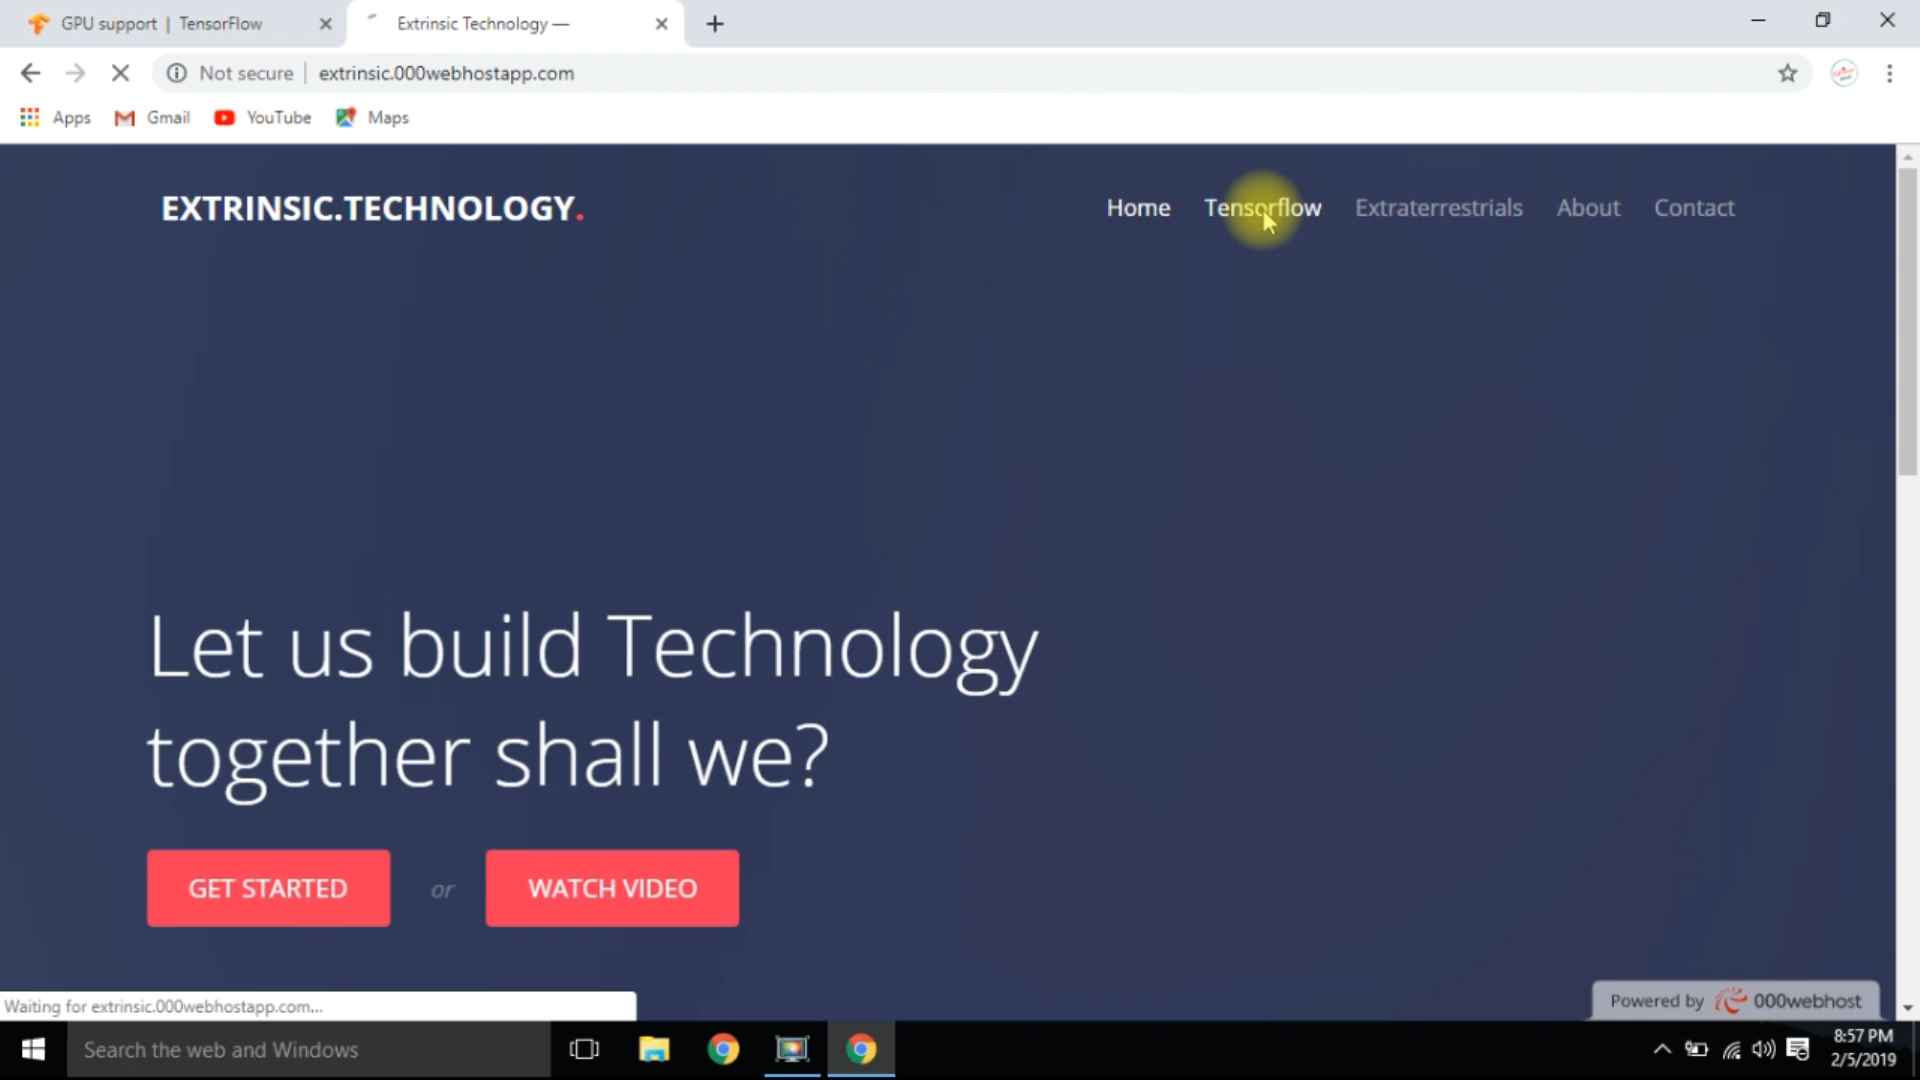 GPU support | TensorFlow
Extrinsic Technology —
Not secure
extrinsic.000webhostapp.com
Apps
Gmail
YouTube
Maps
EXTRINSIC.TECHNOLOGY.
Home
Tensorflow
Extraterrestrials
About
Contact
Let us build Technology
together shall we?
GET STARTED
or
WATCH VIDEO
Waiting for extrinsic.000webhostapp.com...
Powered by 000webhost
Search the web and Windows
8:57 PM
2/5/2019